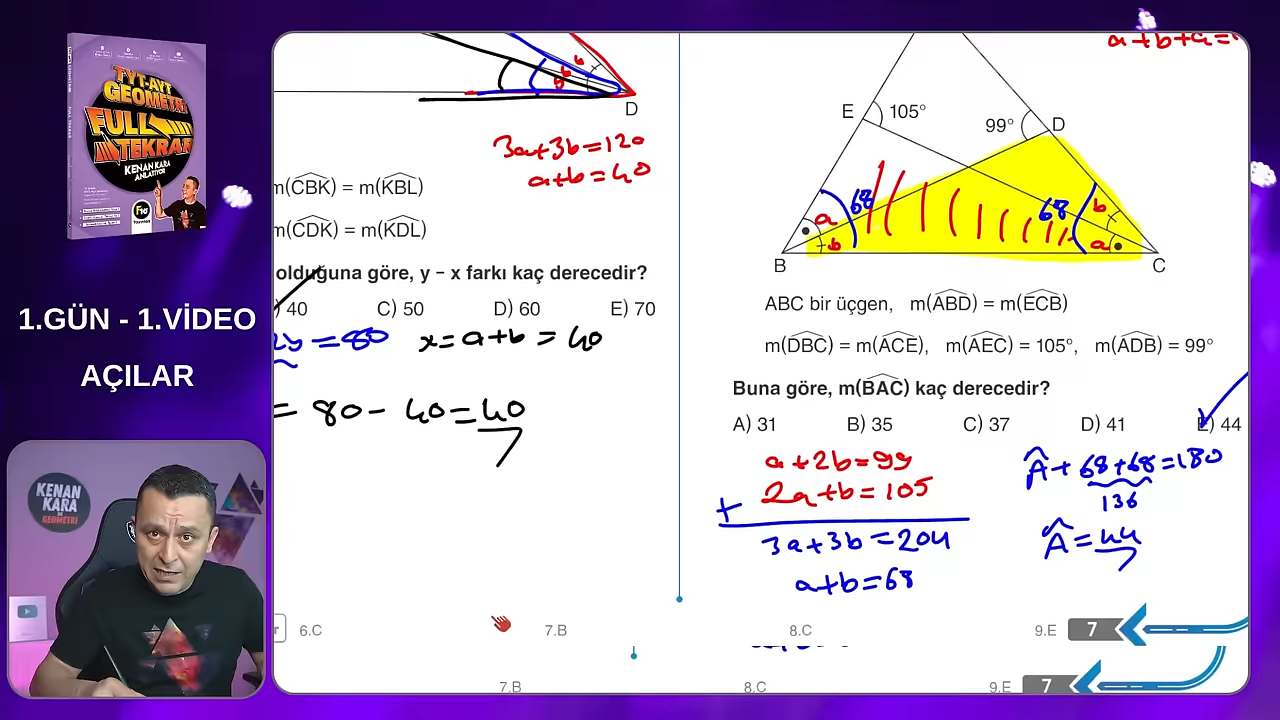 TYT-AYT
GEOMETRİ
FULL
TEKRAR
KENAN KARA
ANLATIYOR
1.GÜN - 1.VİDEO
AÇILAR
KENAN
KARA
GEOMETRİ
b
b
b
D
3a+3b=120
a+b=40
m(CBK) = m(KBL)
m(CDK) = m(KDL)
olduğuna göre, y – x farkı kaç derecedir?
) 40 C) 50 D) 60 E) 70
=80 x=a+b=40
= 80 - 40 = 40
a+b+a=
E 105° 99° D
68 68
a b
b a
B C
ABC bir üçgen, m(ABD) = m(ECB)
m(DBC) = m(ACE), m(AEC) = 105°, m(ADB) = 99°
Buna göre, m(BAC) kaç derecedir?
A) 31 B) 35 C) 37 D) 41 E) 44
a+2b=99
2a+b=105
+
3a+3b=204
a+b=68
Â+68+68=180
136
Â=44
6.C 7.B 8.C 9.E 7
7.B 8.C 9.E 7